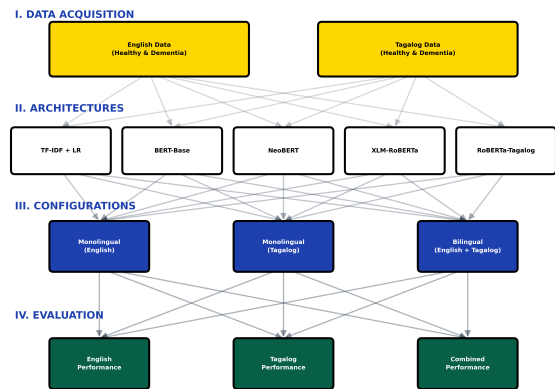 I. DATA ACQUISITION
English Data
(Healthy & Dementia)
Tagalog Data
(Healthy & Dementia)
II. ARCHITECTURES
TF-IDF + LR
BERT-Base
NeoBERT
XLM-RoBERTa
RoBERTa-Tagalog
III. CONFIGURATIONS
Monolingual
(English)
Monolingual
(Tagalog)
Bilingual
(English + Tagalog)
IV. EVALUATION
English
Performance
Tagalog
Performance
Combined
Performance